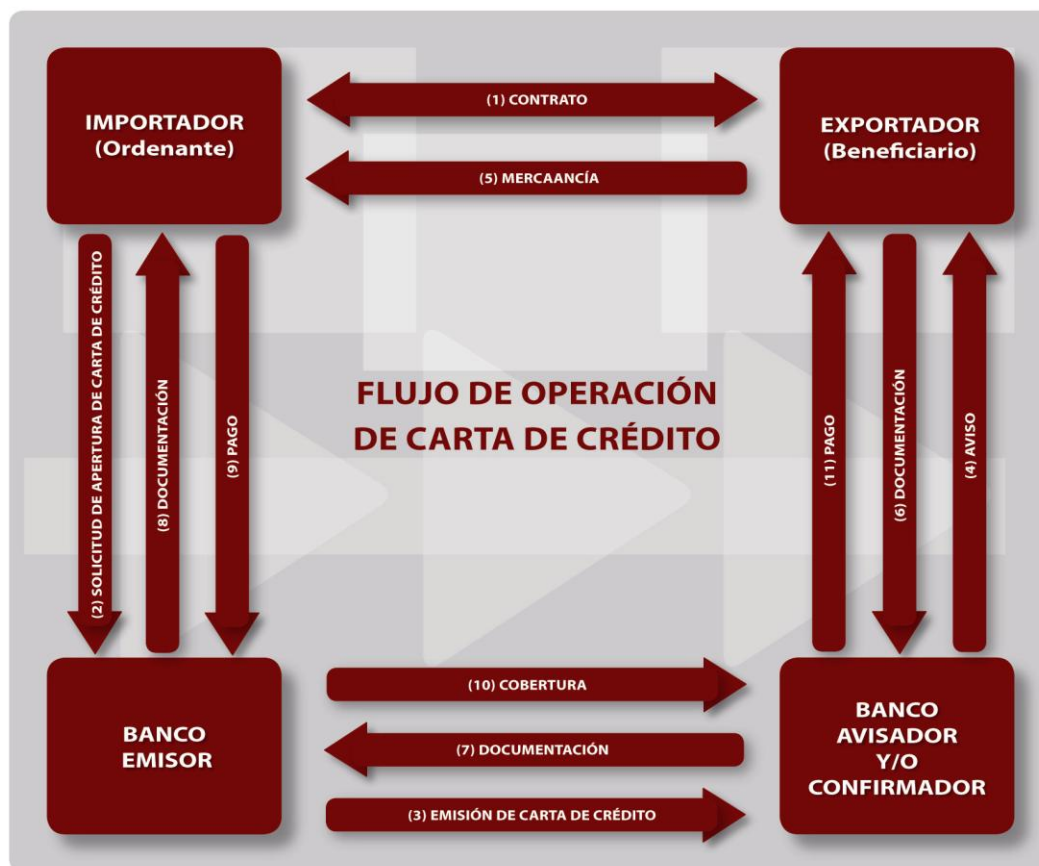 IMPORTADOR
(Ordenante)
(1) CONTRATO
EXPORTADOR
(Beneficiario)
(5) MERCAANCÍA
(2) SOLICITUD DE APERTURA DE CARTA DE CRÉDITO
(8) DOCUMENTACIÓN
(9) PAGO
FLUJO DE OPERACIÓN
DE CARTA DE CRÉDITO
(11) PAGO
(6) DOCUMENTACIÓN
(4) AVISO
BANCO
EMISOR
(10) COBERTURA
(7) DOCUMENTACIÓN
(3) EMISIÓN DE CARTA DE CRÉDITO
BANCO
AVISADOR
Y/O
CONFIRMADOR